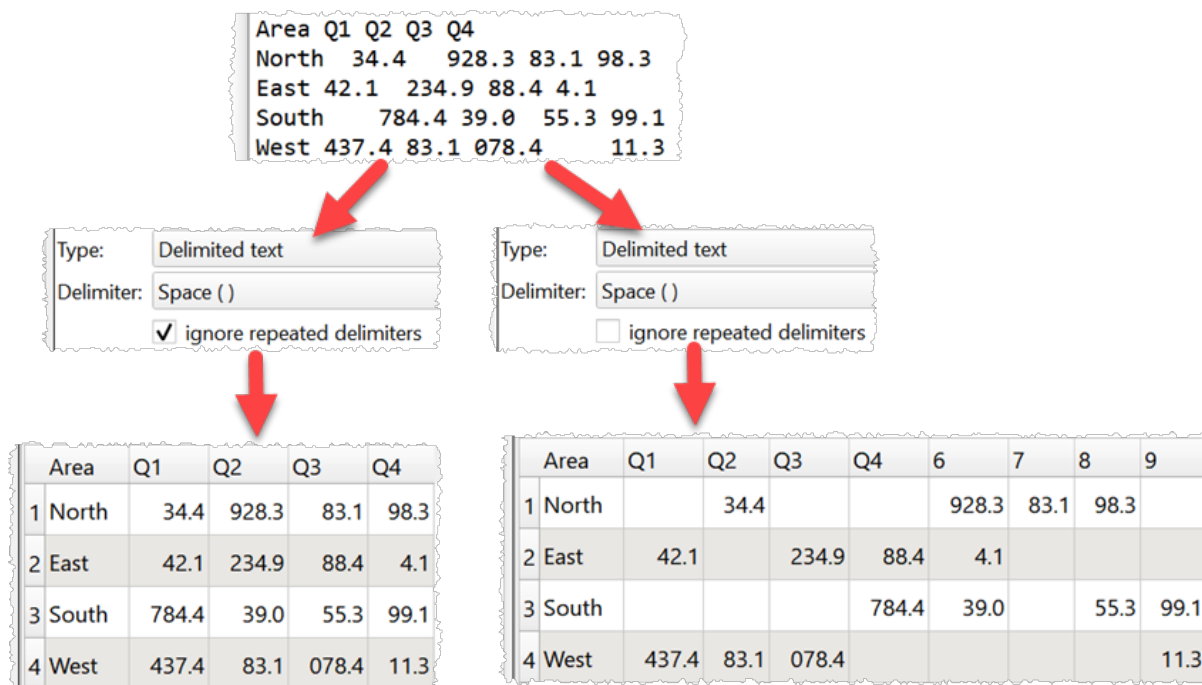 Area Q1 Q2 Q3 Q4
North  34.4   928.3 83.1 98.3
East 42.1  234.9 88.4 4.1
South    784.4 39.0  55.3 99.1
West 437.4 83.1 078.4     11.3
Type: Delimited text
Delimiter: Space ( )
ignore repeated delimiters
Type: Delimited text
Delimiter: Space ( )
ignore repeated delimiters
Area Q1 Q2 Q3 Q4
1 North 34.4 928.3 83.1 98.3
2 East 42.1 234.9 88.4 4.1
3 South 784.4 39.0 55.3 99.1
4 West 437.4 83.1 078.4 11.3
Area Q1 Q2 Q3 Q4 6 7 8 9
1 North 34.4 928.3 83.1 98.3
2 East 42.1 234.9 88.4 4.1
3 South 784.4 39.0 55.3 99.1
4 West 437.4 83.1 078.4 11.3